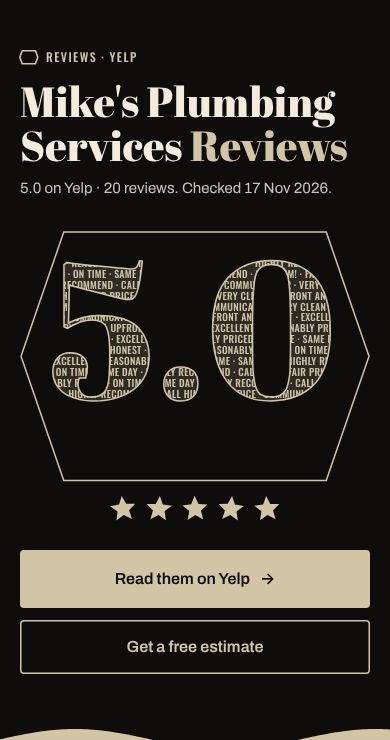 REVIEWS · YELP
Mike's Plumbing
Services Reviews
5.0 on Yelp · 20 reviews. Checked 17 Nov 2026.
5.0
Read them on Yelp →
Get a free estimate